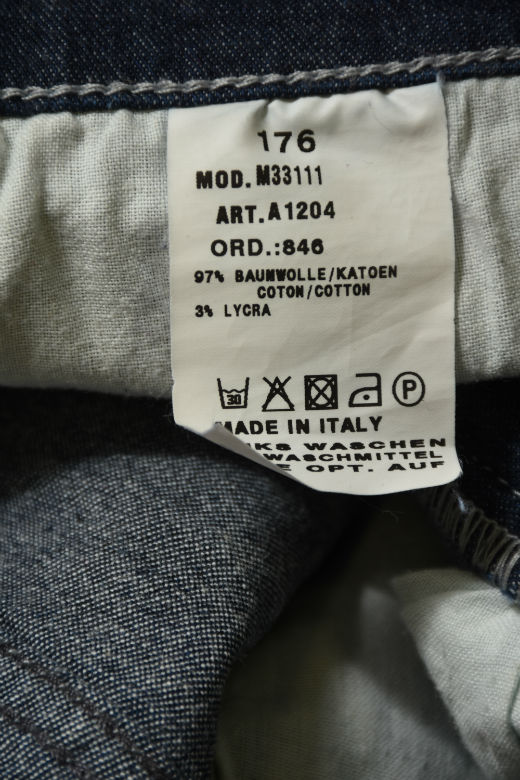 176
MOD. M33111
ART. A1204
ORD.:846
97% BAUMWOLLE/KATOEN
COTON/COTTON
3% LYCRA
30
P
MADE IN ITALY
WASCHEN
WASCHMITTEL
OPT. AUF